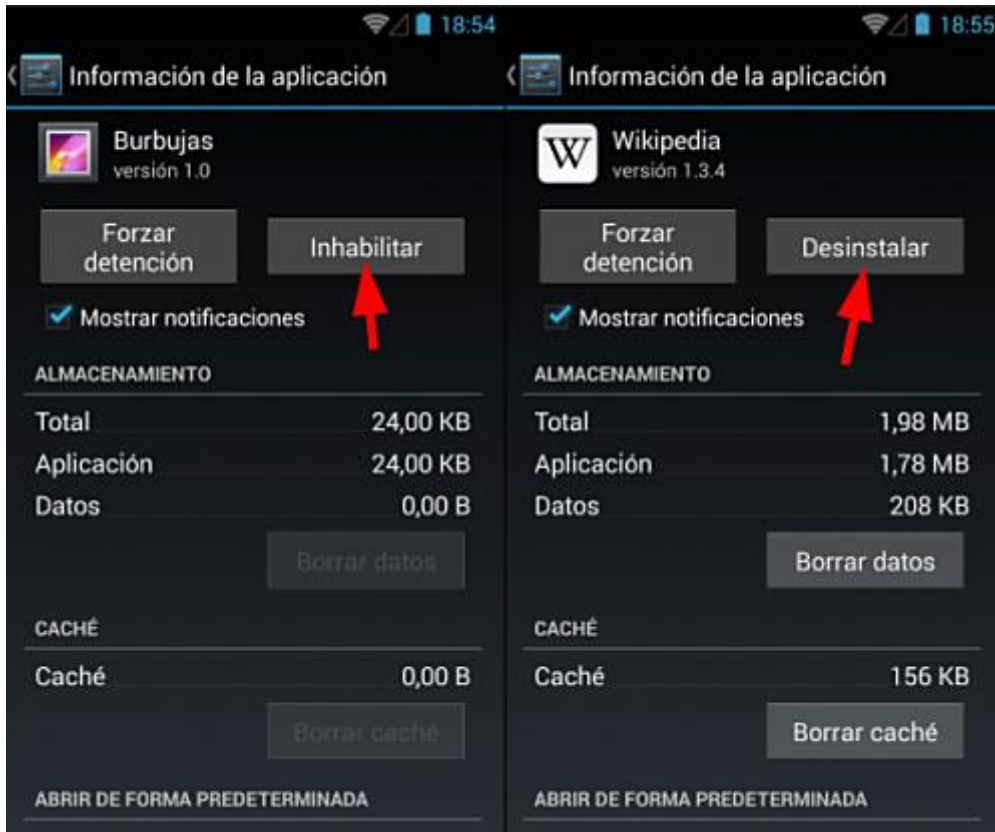 18:54
Información de la aplicación
Burbujas
versión 1.0
Forzar
detención
Inhabilitar
Mostrar notificaciones
ALMACENAMIENTO
Total 24,00 KB
Aplicación 24,00 KB
Datos 0,00 B
Borrar datos
CACHÉ
Caché 0,00 B
Borrar caché
ABRIR DE FORMA PREDETERMINADA
18:55
Información de la aplicación
W
Wikipedia
versión 1.3.4
Forzar
detención
Desinstalar
Mostrar notificaciones
ALMACENAMIENTO
Total 1,98 MB
Aplicación 1,78 MB
Datos 208 KB
Borrar datos
CACHÉ
Caché 156 KB
Borrar caché
ABRIR DE FORMA PREDETERMINADA